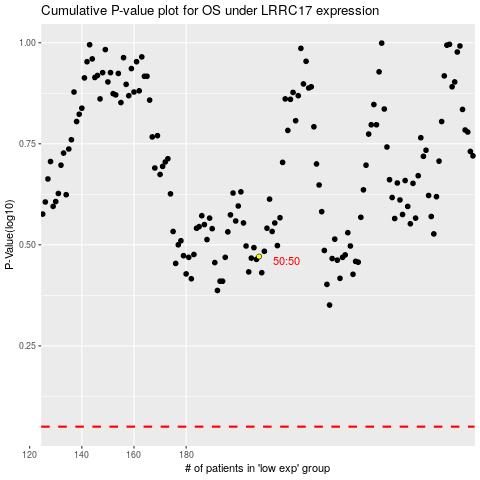 Cumulative P-value plot for OS under LRRC17 expression
P-Value(log10)
1.00
0.75
0.50
0.25
50:50
120 140 160 180
# of patients in 'low exp' group